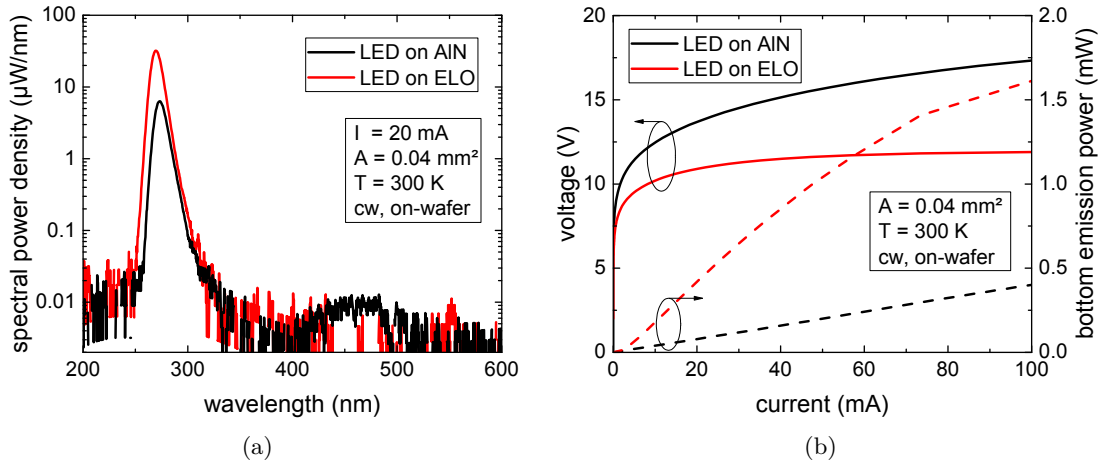 spectral power density (µW/nm)
100
10
1
0.1
0.01
LED on AlN
LED on ELO
I = 20 mA
A = 0.04 mm²
T = 300 K
cw, on-wafer
200 300 400 500 600
wavelength (nm)
(a)
voltage (V)
20
15
10
5
0
LED on AlN
LED on ELO
A = 0.04 mm²
T = 300 K
cw, on-wafer
0 20 40 60 80 100
current (mA)
2.0
1.5
1.0
0.5
0.0
bottom emission power (mW)
(b)